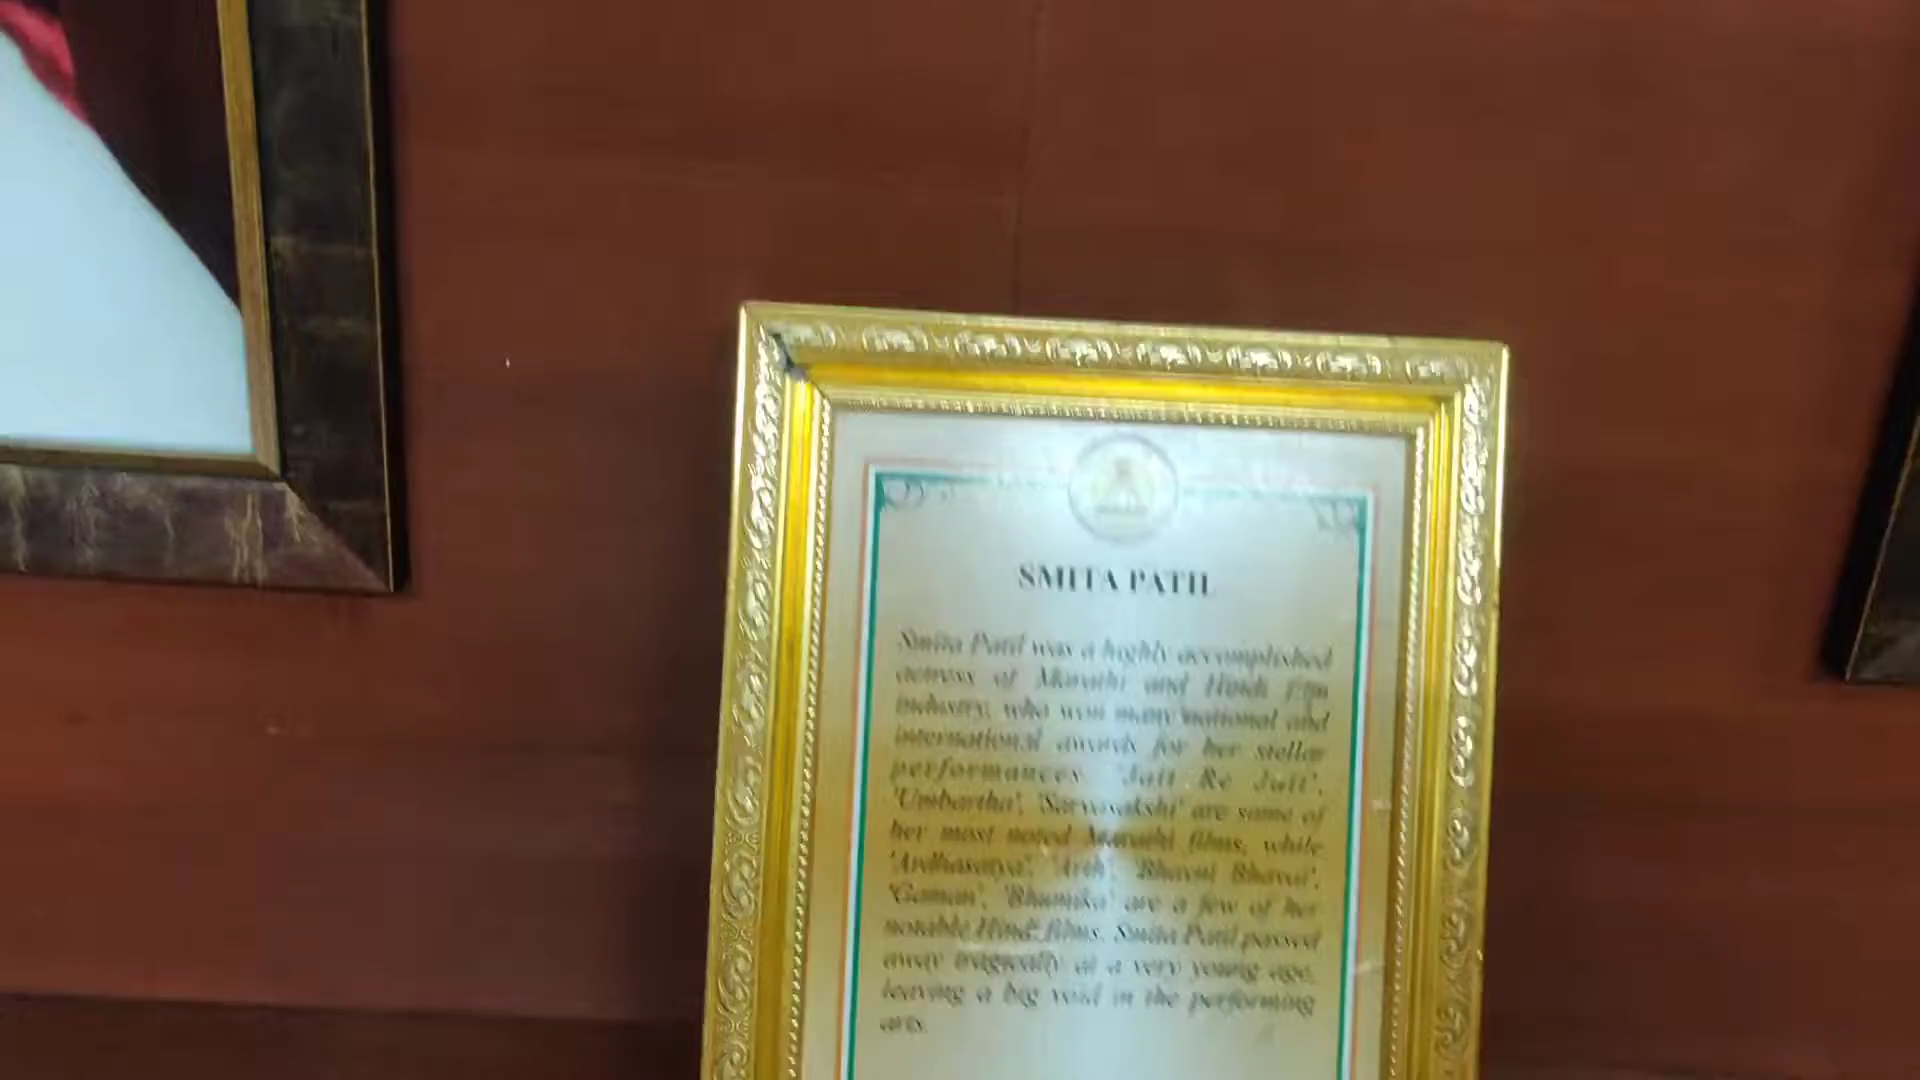 SMITA PATIL
Smita Patil was a highly accomplished
actress of Marathi and Hindi film
industry, who won many national and
international awards for her stellar
performances. 'Jait Re Jait',
'Umbartha', 'Sarvasakshi' are some of
her most noted Marathi films, while
'Ardhasatya', 'Arth', 'Bhavni Bhavai',
'Gaman', 'Bhumika' are a few of her
notable Hindi films. Smita Patil passed
away tragically at a very young age,
leaving a big void in the performing
arts.